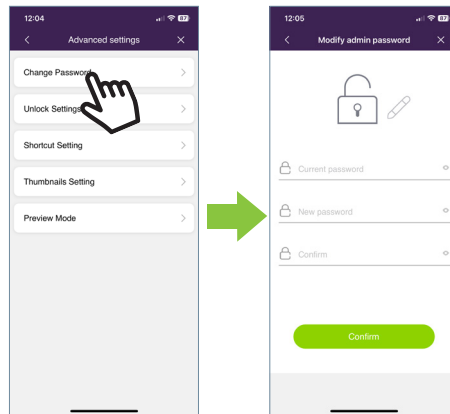 12:04
87
Advanced settings
Change Password
Unlock Settings
Shortcut Setting
Thumbnails Setting
Preview Mode
12:05
87
Modify admin password
Current password
New password
Confirm
Confirm